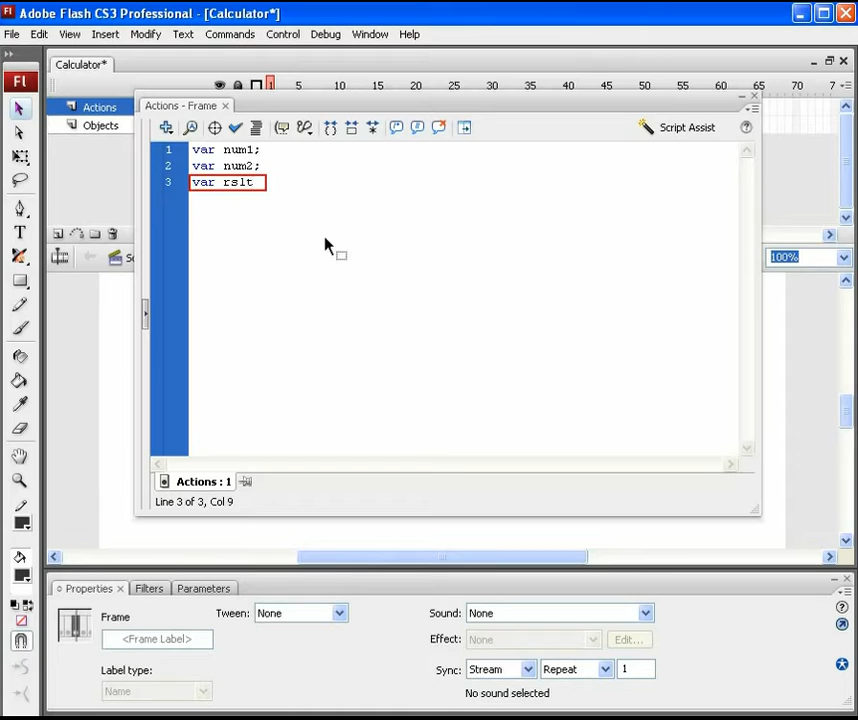 Fl Adobe Flash CS3 Professional - [Calculator*]
File Edit View Insert Modify Text Commands Control Debug Window Help
Fl
Calculator*
1 5 10 15 20 25 30 35 40 45 50 55 60 65 70 7
Actions
Objects
Actions - Frame
Script Assist
1 var num1;
2 var num2;
3 var rslt
100%
Actions : 1
Line 3 of 3, Col 9
Properties Filters Parameters
Frame
<Frame Label>
Label type:
Name
Tween: None
Sound: None
Effect: None Edit...
Sync: Stream Repeat 1
No sound selected